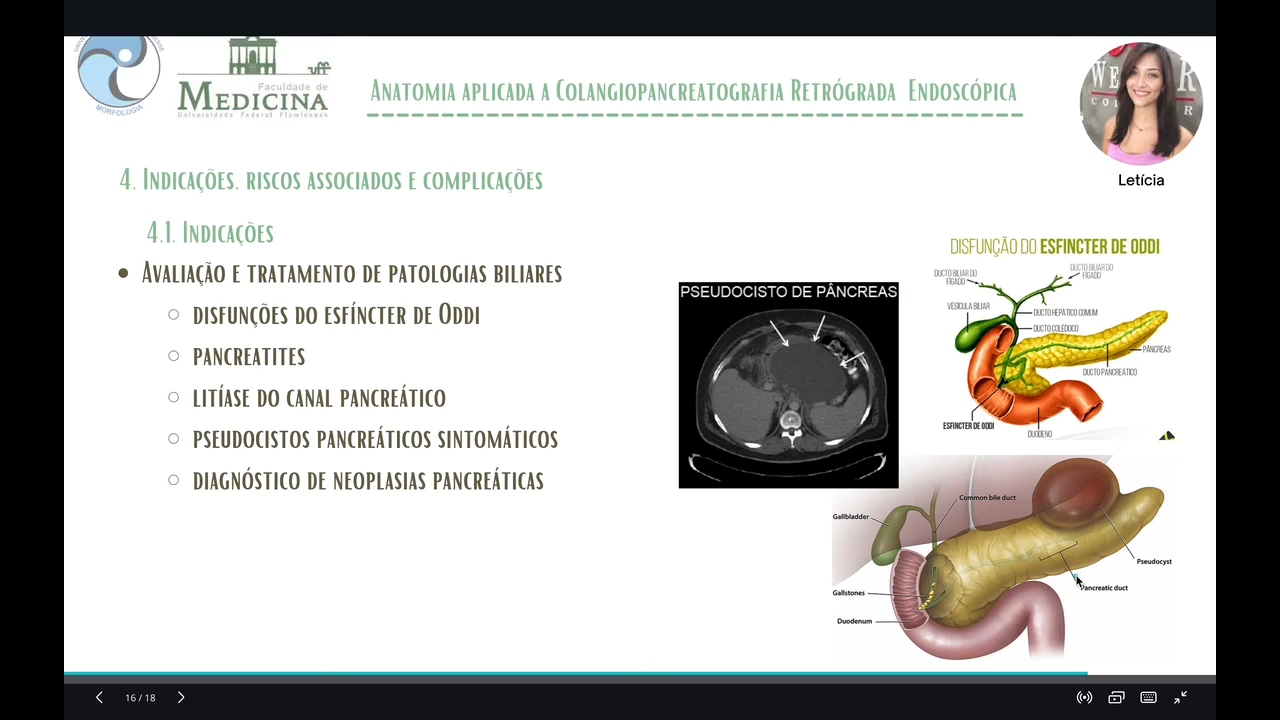 MORFOLOGIA
uff
Faculdade de
MEDICINA
Universidade Federal Fluminense
Anatomia aplicada a Colangiopancreatografia Retrógrada Endoscópica
Letícia
4. Indicações, riscos associados e complicações
4.1. Indicações
Avaliação e tratamento de patologias biliares
disfunções do esfíncter de Oddi
pancreatites
litíase do canal pancreático
pseudocistos pancreáticos sintomáticos
diagnóstico de neoplasias pancreáticas
PSEUDOCISTO DE PÂNCREAS
DISFUNÇÃO DO ESFINCTER DE ODDI
DUCTO BILIAR DO
FÍGADO
DUCTO BILIAR DO
FÍGADO
VESÍCULA BILIAR
DUCTO HEPÁTICO COMUM
DUCTO COLÉDOCO
PÂNCREAS
DUCTO PANCREÁTICO
ESFINCTER DE ODDI
DUODENO
Common bile duct
Gallbladder
Pseudocyst
Pancreatic duct
Gallstones
Duodenum
16 / 18